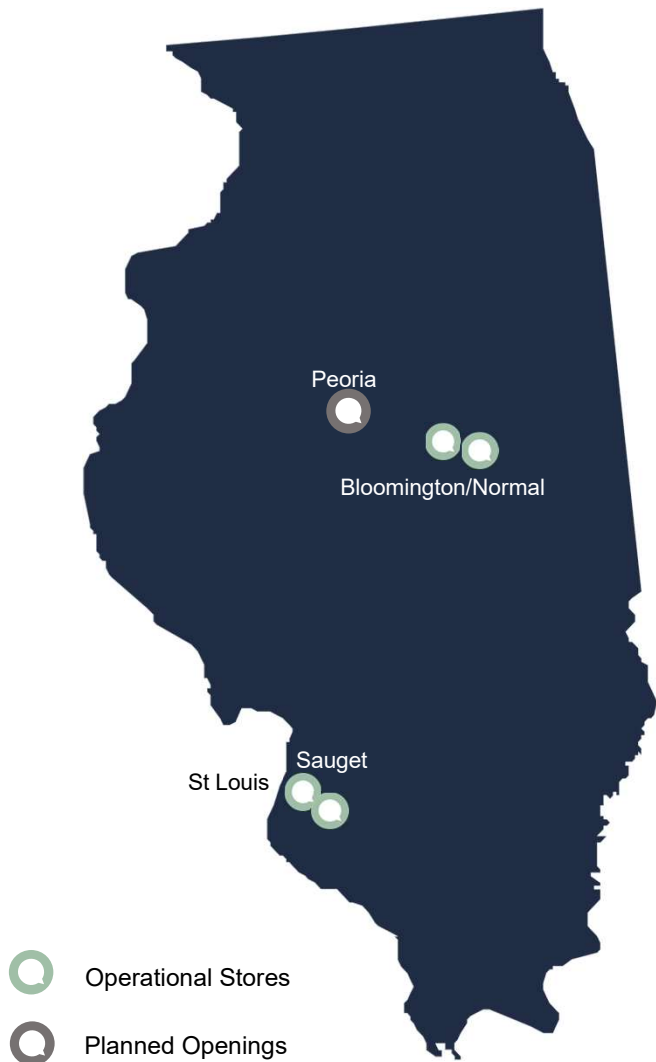 Peoria
Bloomington/Normal
Sauget
St Louis
Operational Stores
Planned Openings